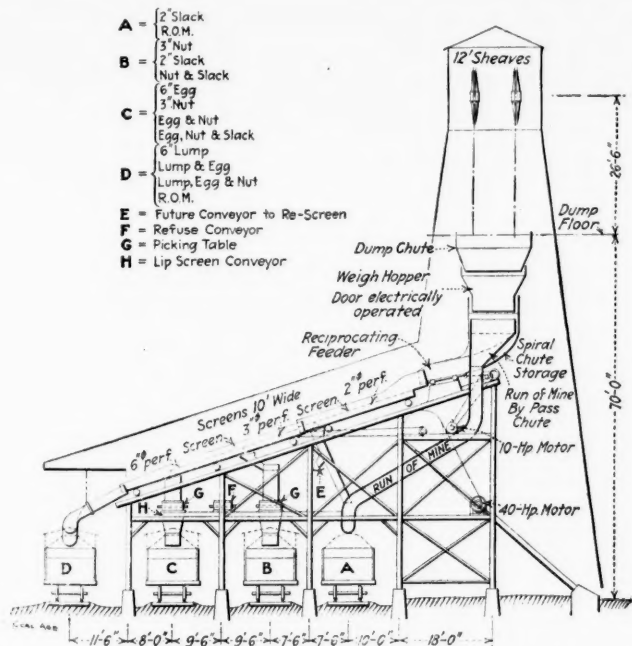 A = 2" Slack
R.O.M.
B = 3" Nut
2" Slack
Nut & Slack
C = 6" Egg
3" Nut
Egg & Nut
Egg, Nut & Slack
D = 6" Lump
Lump & Egg
Lump, Egg & Nut
R.O.M.
E = Future Conveyor to Re-Screen
F = Refuse Conveyor
G = Picking Table
H = Lip Screen Conveyor
12' Sheaves
26'-6"
Dump
Floor
Dump Chute
Weigh Hopper
Door electrically
operated
Reciprocating
Feeder
Spiral
Chute
Storage
Run of Mine
By Pass
Chute
70'-0"
Screens 10' Wide
6"φ perf. Screen 3"φ perf. Screen 2"φ perf.
10-Hp Motor
RUN OF MINE
40-Hp. Motor
H G F G E
D C B A
COAL AGE
11'-6" 8'-0" 9'-6" 9'-6" 7'-6" 7'-6" 10'-0" 18'-0"